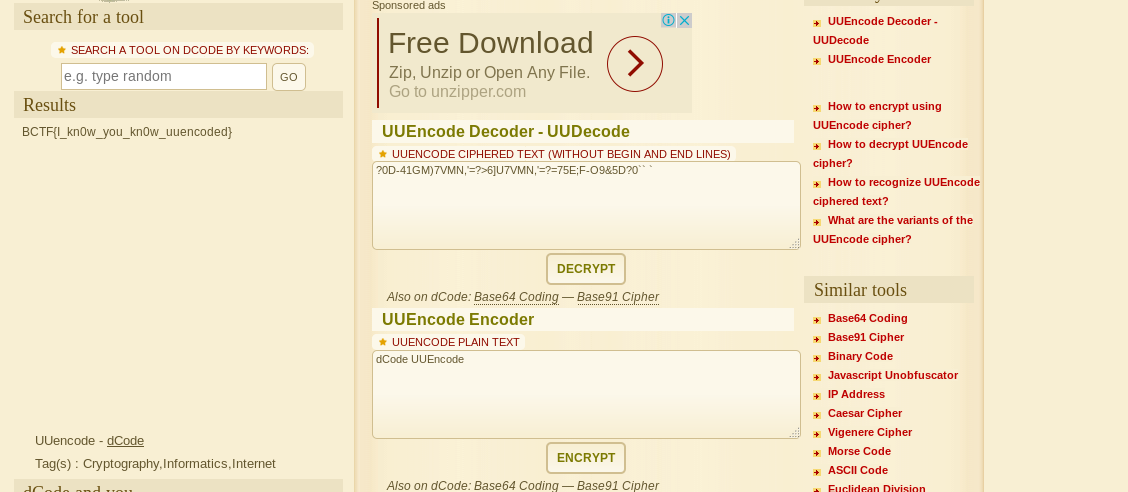 Search for a tool
SEARCH A TOOL ON DCODE BY KEYWORDS:
e.g. type random
GO
Results
BCTF{I_kn0w_you_kn0w_uuencoded}
UUencode - dCode
Tag(s) : Cryptography,Informatics,Internet
dCode and you
Sponsored ads
Free Download
Zip, Unzip or Open Any File.
Go to unzipper.com
UUEncode Decoder - UUDecode
UUENCODE CIPHERED TEXT (WITHOUT BEGIN AND END LINES)
?0D-41GM)7VMN,'=?>6]U7VMN,'=?=75E;F-O9&5D?0`` `
DECRYPT
Also on dCode: Base64 Coding — Base91 Cipher
UUEncode Encoder
UUENCODE PLAIN TEXT
dCode UUEncode
ENCRYPT
Also on dCode: Base64 Coding — Base91 Cipher
UUEncode Decoder -
UUDecode
UUEncode Encoder
How to encrypt using
UUEncode cipher?
How to decrypt UUEncode
cipher?
How to recognize UUEncode
ciphered text?
What are the variants of the
UUEncode cipher?
Similar tools
Base64 Coding
Base91 Cipher
Binary Code
Javascript Unobfuscator
IP Address
Caesar Cipher
Vigenere Cipher
Morse Code
ASCII Code
Euclidean Division